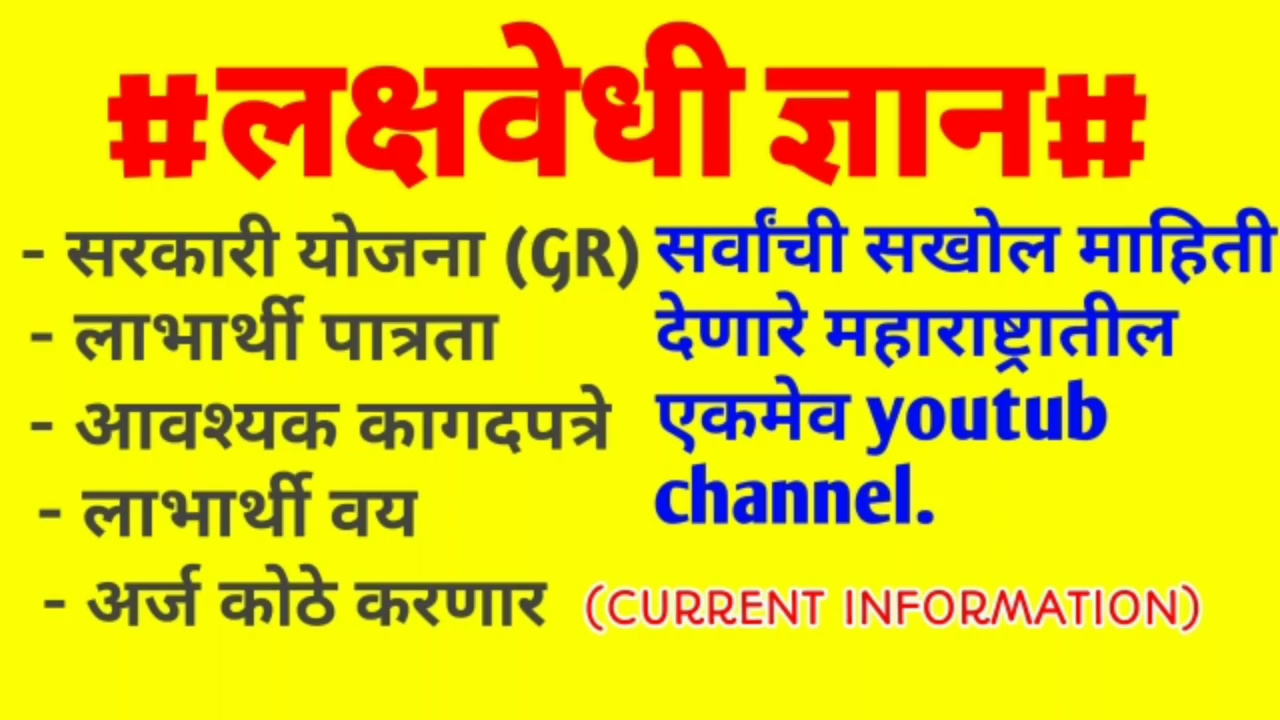 #लक्षवेधी ज्ञान#
- सरकारी योजना (GR)
- लाभार्थी पात्रता
- आवश्यक कागदपत्रे
- लाभार्थी वय
- अर्ज कोठे करणार
सर्वांची सखोल माहिती
देणारे महाराष्ट्रातील
एकमेव youtub
channel.
(CURRENT INFORMATION)